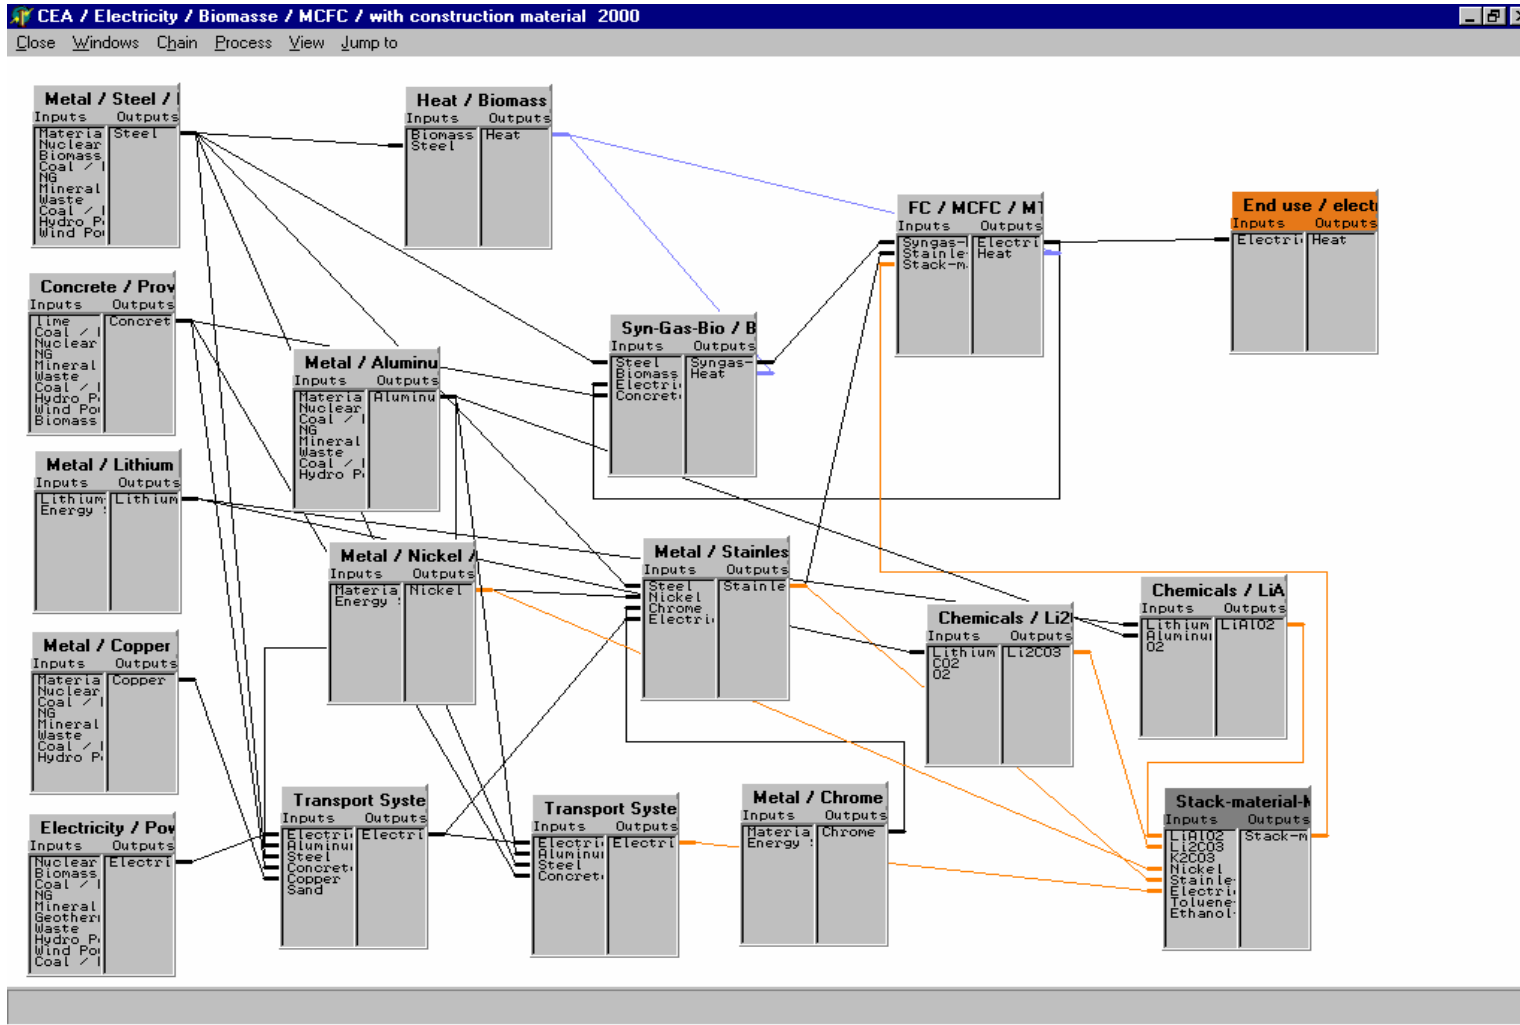 CEA / Electricity / Biomasse / MCFC / with construction material 2000
Close Windows Chain Process View Jump to
Metal / Steel /
Inputs Outputs
Materia Steel
Nuclear
Biomass
Coal /
NG
Mineral
Waste
Coal /
Hydro P
Wind Po
Heat / Biomass
Inputs Outputs
Biomass Heat
Steel
FC / MCFC / MT
Inputs Outputs
Syngas- Electri
Stainle Heat
Stack-m
End use / elect
Inputs Outputs
Electri Heat
Concrete / Prov
Inputs Outputs
Concret
Coal /
Nuclear
NG
Mineral
Waste
Coal /
Hydro P
Wind Po
Biomass
Metal / Aluminu
Inputs Outputs
Materia Aluminu
Nuclear
Coal /
NG
Mineral
Waste
Coal /
Hydro P
Syn-Gas-Bio / B
Inputs Outputs
Steel Syngas-
Biomass Heat
Electri
Concret
Metal / Lithium
Inputs Outputs
Lithium Lithium
Energy
Metal / Nickel /
Inputs Outputs
Materia Nickel
Energy
Metal / Stainles
Inputs Outputs
Steel Stainle
Nickel
Chrome
Electri
Chemicals / Li2
Inputs Outputs
Lithium Li2CO3
CO2
O2
Chemicals / LiA
Inputs Outputs
Lithium LiAlO2
Aluminu
O2
Metal / Copper
Inputs Outputs
Materia Copper
Nuclear
Coal /
NG
Mineral
Waste
Coal /
Hydro P
Electricity / Pow
Inputs Outputs
Nuclear Electri
Biomass
Coal /
NG
Mineral
Geother
Waste
Hydro P
Wind Po
Coal /
Transport Syste
Inputs Outputs
Electri Electri
Aluminu
Steel
Concret
Copper
Sand
Transport Syste
Inputs Outputs
Electri Electri
Aluminu
Steel
Concret
Metal / Chrome
Inputs Outputs
Materia Chrome
Energy
Stack-material-M
Inputs Outputs
LiAlO2 Stack-m
Li2CO3
K2CO3
Nickel
Stainle
Electri
Toluene
Ethanol